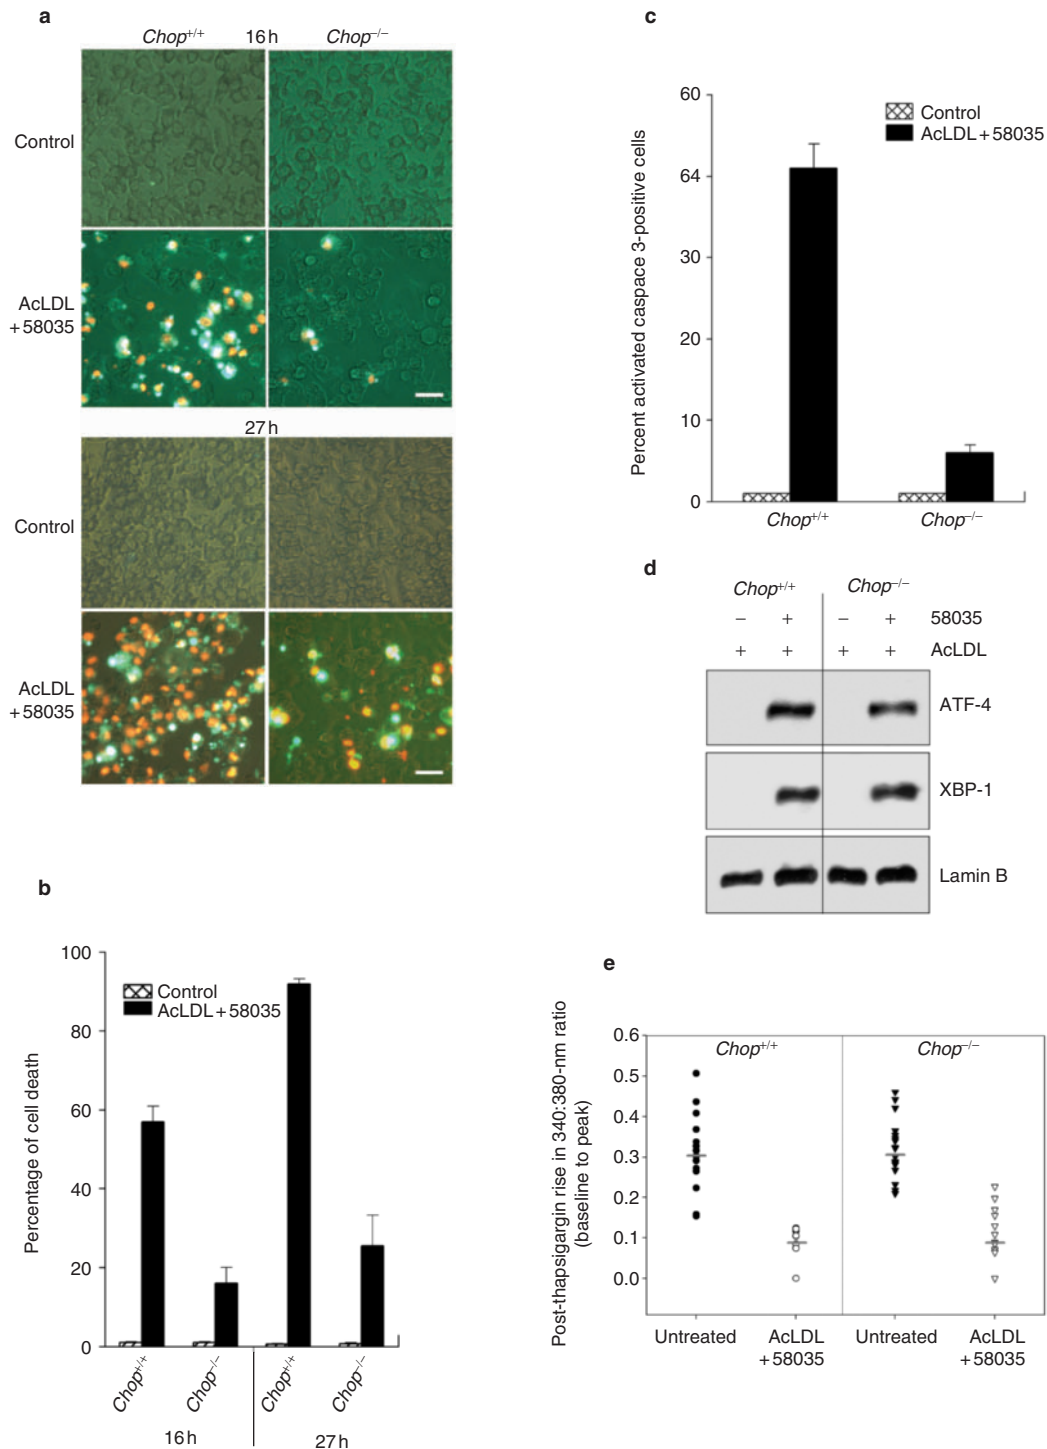 a
Chop+/+ 16 h Chop−/−
Control
AcLDL
+ 58035
27 h
Control
AcLDL
+ 58035
b
Percentage of cell death
100
80
60
40
20
0
Control
AcLDL + 58035
Chop+/+ Chop−/− Chop+/+ Chop−/−
16 h 27 h
c
Percent activated caspace 3-positive cells
60
64
30
20
10
0
Control
AcLDL + 58035
Chop+/+ Chop−/−
d
Chop+/+ Chop−/−
− + − + 58035
+ + + + AcLDL
ATF-4
XBP-1
Lamin B
e
Post-thapsigargin rise in 340:380-nm ratio
(baseline to peak)
0.6
0.5
0.4
0.3
0.2
0.1
0.0
Chop+/+ Chop−/−
Untreated AcLDL Untreated AcLDL
+ 58035 + 58035